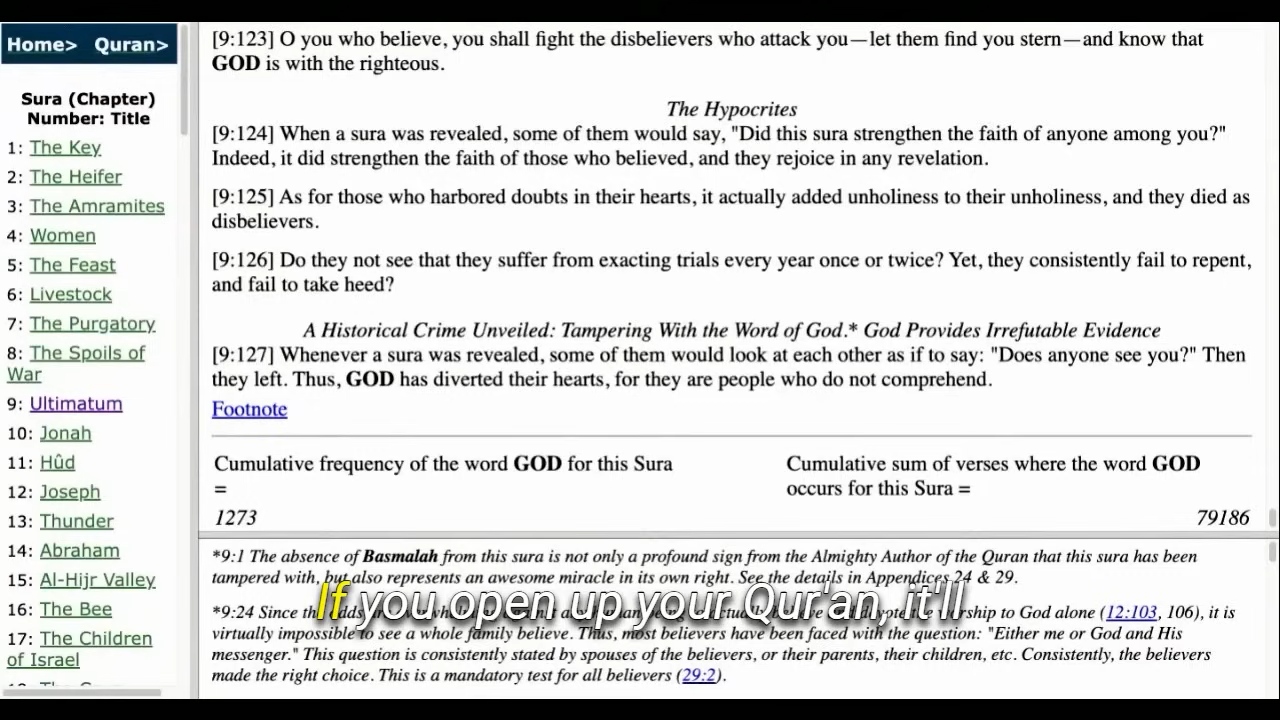 Home> Quran>
Sura (Chapter)
Number: Title
1: The Key
2: The Heifer
3: The Amramites
4: Women
5: The Feast
6: Livestock
7: The Purgatory
8: The Spoils of
War
9: Ultimatum
10: Jonah
11: Hûd
12: Joseph
13: Thunder
14: Abraham
15: Al-Hijr Valley
16: The Bee
17: The Children
of Israel
[9:123] O you who believe, you shall fight the disbelievers who attack you—let them find you stern—and know that
GOD is with the righteous.
The Hypocrites
[9:124] When a sura was revealed, some of them would say, "Did this sura strengthen the faith of anyone among you?"
Indeed, it did strengthen the faith of those who believed, and they rejoice in any revelation.
[9:125] As for those who harbored doubts in their hearts, it actually added unholiness to their unholiness, and they died as
disbelievers.
[9:126] Do they not see that they suffer from exacting trials every year once or twice? Yet, they consistently fail to repent,
and fail to take heed?
A Historical Crime Unveiled: Tampering With the Word of God.* God Provides Irrefutable Evidence
[9:127] Whenever a sura was revealed, some of them would look at each other as if to say: "Does anyone see you?" Then
they left. Thus, GOD has diverted their hearts, for they are people who do not comprehend.
Footnote
Cumulative frequency of the word GOD for this Sura
=
1273
Cumulative sum of verses where the word GOD
occurs for this Sura =
79186
*9:1 The absence of Basmalah from this sura is not only a profound sign from the Almighty Author of the Quran that this sura has been
tampered with, but also represents an awesome miracle in its own right. See the details in Appendices 24 & 29.
If you open up your Qur'an, it'll
*9:24 Since the to God alone (12:103, 106), it is
virtually impossible to see a whole family believe. Thus, most believers have been faced with the question: "Either me or God and His
messenger." This question is consistently stated by spouses of the believers, or their parents, their children, etc. Consistently, the believers
made the right choice. This is a mandatory test for all believers (29:2).